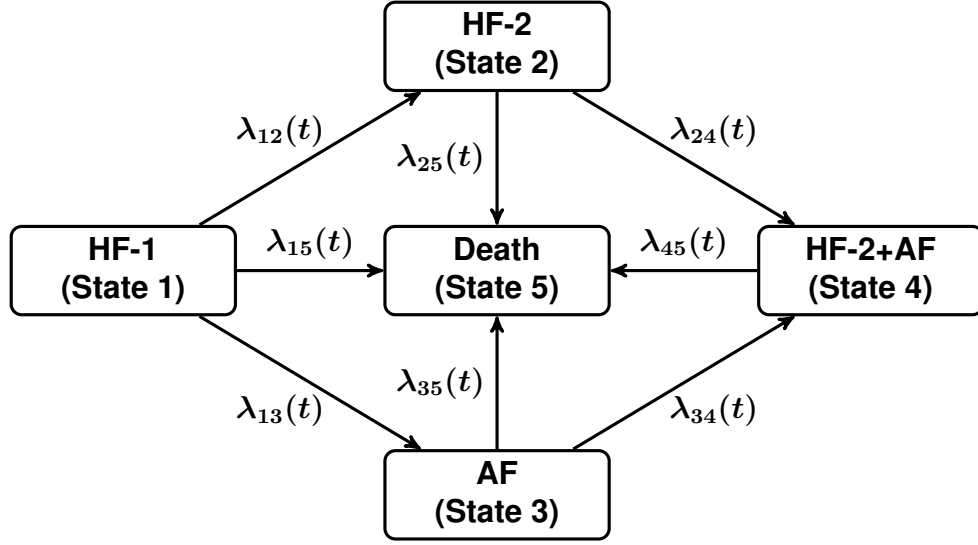 HF-2
(State 2)
λ12(t)
λ24(t)
λ25(t)
HF-1
(State 1)
λ15(t)
Death
(State 5)
λ45(t)
HF-2+AF
(State 4)
λ35(t)
λ13(t)
λ34(t)
AF
(State 3)